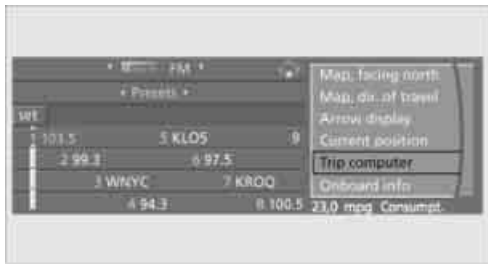 FM
Presets
set
1 103.5 5 KLOS 9
2 99.3 6 97.5
3 WNYC 7 KROQ
4 94.3 8 100.5
Map, facing north
Map, dir. of travel
Arrow display
Current position
Trip computer
Onboard info
23,0 mpg Consumpt.